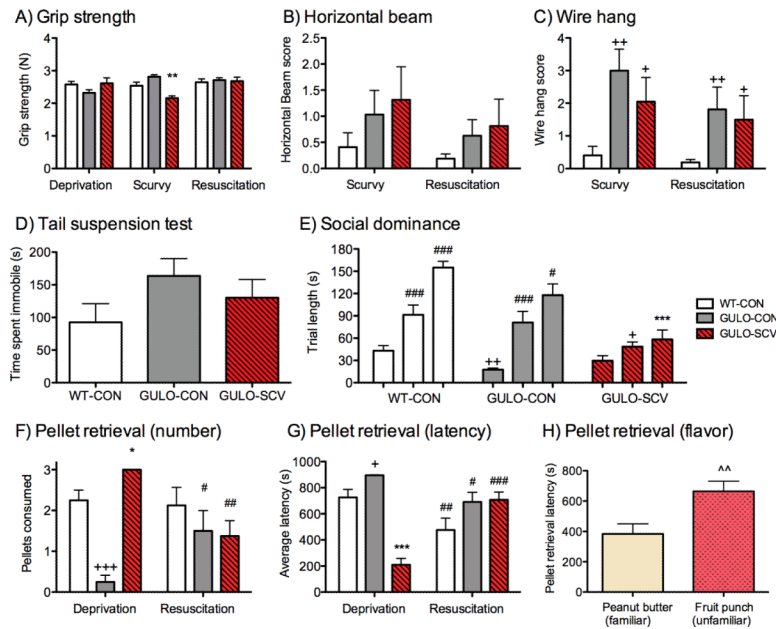 A) Grip strength
Grip strength (N)
4
3
2
1
0
**
Deprivation Scurvy Resuscitation
B) Horizontal beam
Horizontal Beam score
2.5
2.0
1.5
1.0
0.5
0.0
Scurvy Resuscitation
C) Wire hang
Wire hang score
4
3
2
1
0
++
+
++
+
Scurvy Resuscitation
D) Tail suspension test
Time spent immobile (s)
200
150
100
50
0
WT-CON GULO-CON GULO-SCV
E) Social dominance
Trial length (s)
180
150
120
90
60
30
0
###
###
++
###
#
+
***
WT-CON GULO-CON GULO-SCV
WT-CON
GULO-CON
GULO-SCV
F) Pellet retrieval (number)
Pellets consumed
3
2
1
0
+++
*
#
##
Deprivation Resuscitation
G) Pellet retrieval (latency)
Average latency (s)
1000
800
600
400
200
0
+
***
##
#
###
Deprivation Resuscitation
H) Pellet retrieval (flavor)
Pellet retrieval latency (s)
800
600
400
200
0
^^
Peanut butter Fruit punch
(familiar) (unfamiliar)